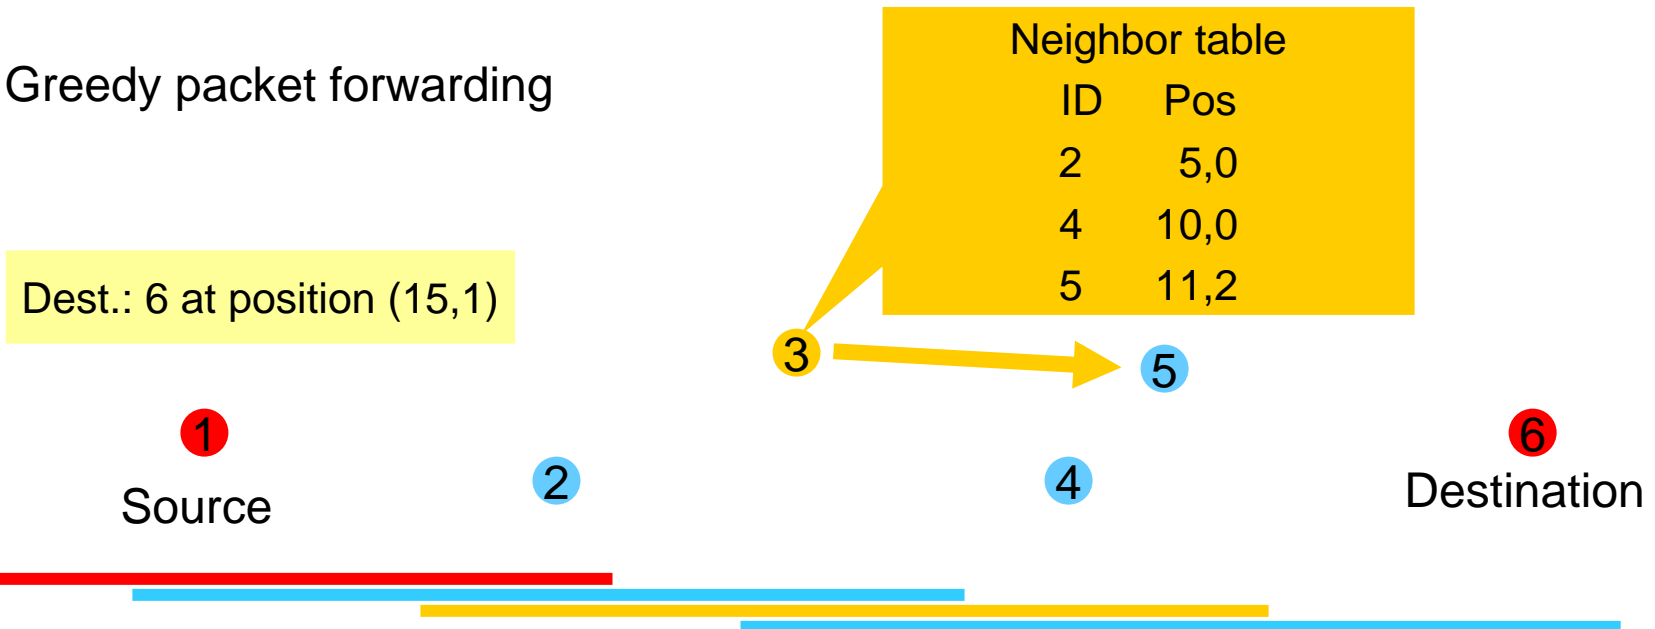 Greedy packet forwarding
Neighbor table
ID Pos
2 5,0
4 10,0
5 11,2
Dest.: 6 at position (15,1)
3
5
1
6
2
4
Source
Destination